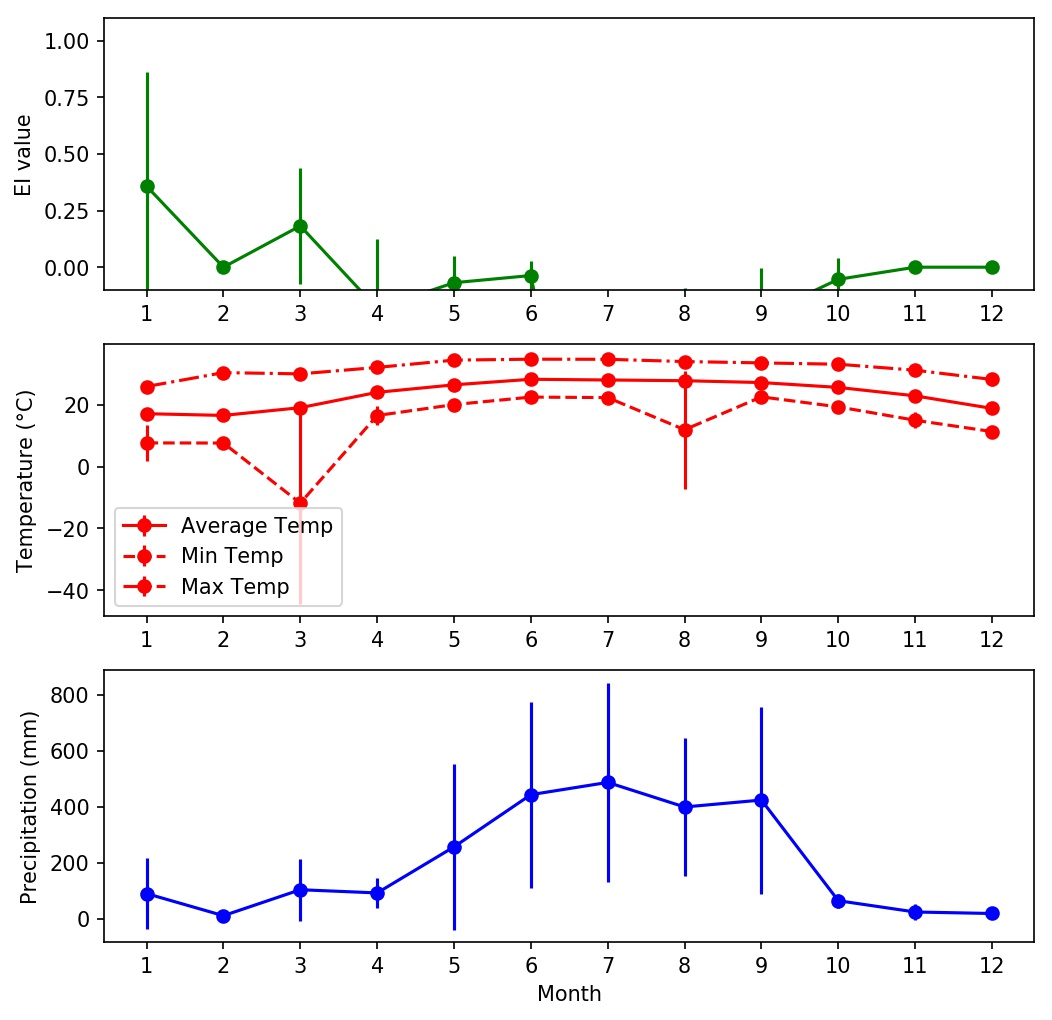 1.00
0.75
0.50
0.25
0.00
EI value
1 2 3 4 5 6 7 8 9 10 11 12
20
0
−20
−40
Temperature (°C)
Average Temp
Min Temp
Max Temp
1 2 3 4 5 6 7 8 9 10 11 12
800
600
400
200
0
Precipitation (mm)
1 2 3 4 5 6 7 8 9 10 11 12
Month